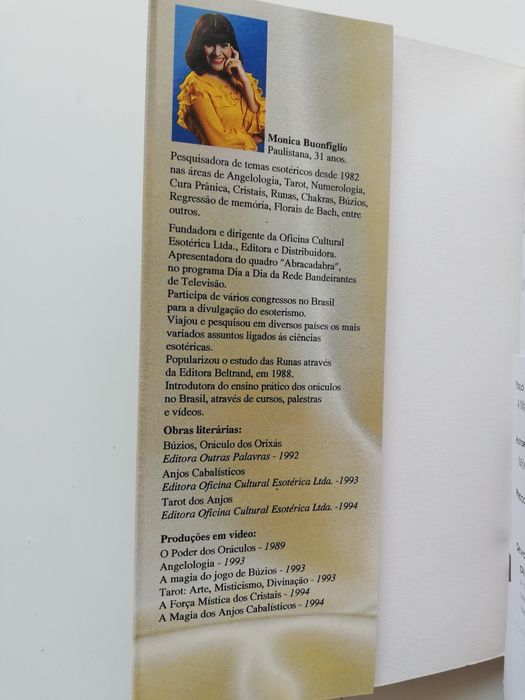 Monica Buonfiglio
Paulistana, 31 anos.
Pesquisadora de temas esotéricos desde 1982
nas áreas de Angelologia, Tarot, Numerologia,
Cura Prânica, Cristais, Runas, Chakras, Búzios,
Regressão de memória, Florais de Bach, entre
outros.
Fundadora e dirigente da Oficina Cultural
Esotérica Ltda., Editora e Distribuidora.
Apresentadora do quadro "Abracadabra",
no programa Dia a Dia da Rede Bandeirantes
de Televisão.
Participa de vários congressos no Brasil
para a divulgação do esoterismo.
Viajou e pesquisou em diversos países os mais
variados assuntos ligados às ciências
esotéricas.
Popularizou o estudo das Runas através
da Editora Beltrand, em 1988.
Introdutora do ensino prático dos oráculos
no Brasil, através de cursos, palestras
e vídeos.
Obras literárias:
Búzios, Oráculo dos Orixás
Editora Outras Palavras - 1992
Anjos Cabalísticos
Editora Oficina Cultural Esotérica Ltda. -1993
Tarot dos Anjos
Editora Oficina Cultural Esotérica Ltda. -1994
Produções em vídeo:
O Poder dos Oráculos - 1989
Angelologia - 1993
A magia do jogo de Búzios - 1993
Tarot: Arte, Misticismo, Divinação - 1993
A Força Mística dos Cristais - 1994
A Magia dos Anjos Cabalísticos - 1994